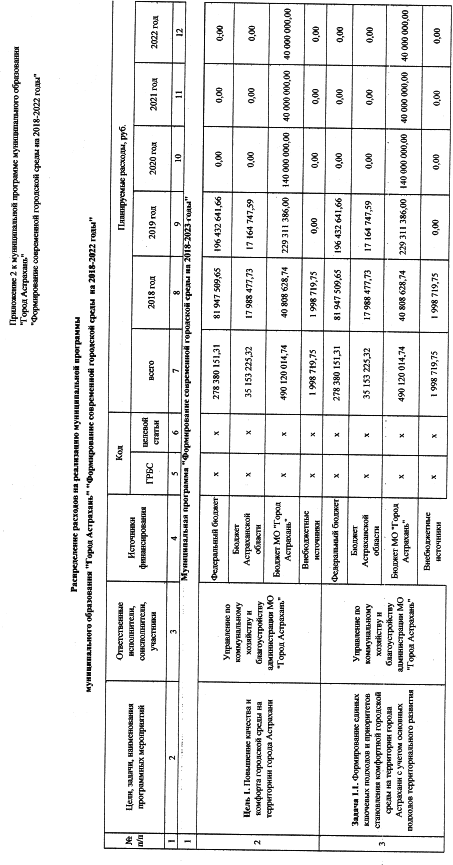 Приложение 2 к муниципальной программе муниципального образования
"Город Астрахань"
"Формирование современной городской среды на 2018-2022 годы"
Распределение расходов на реализацию муниципальной программы
муниципального образования "Город Астрахань" "Формирование современной городской среды на 2018-2022 годы"
№ п/п
Цели, задачи, наименования программных мероприятий
Ответственные исполнители, соисполнители, участники
Источники финансирования
Код
ГРБС
целевой статьи
Планируемые расходы, руб.
всего
2018 год
2019 год
2020 год
2021 год
2022 год
1 2 3 4 5 6 7 8 9 10 11 12
1 Муниципальная программа "Формирование современной городской среды на 2018-2023 годы"
2
Цель 1. Повышение качества и
комфорта городской среды на
территории города Астрахани
Управление по
коммунальному
хозяйству и
благоустройству
администрации МО
"Город Астрахань"
Федеральный бюджет х х 278 380 151,31 81 947 509,65 196 432 641,66 0,00 0,00 0,00
Бюджет Астраханской области х х 35 153 225,32 17 988 477,73 17 164 747,59 0,00 0,00 0,00
Бюджет МО "Город Астрахань" х х 490 120 014,74 40 808 628,74 229 311 386,00 140 000 000,00 40 000 000,00 40 000 000,00
Внебюджетные источники х х 1 998 719,75 1 998 719,75 0,00 0,00 0,00 0,00
3
Задача 1.1. Формирование единых
ключевых подходов и приоритетов
становления комфортной городской
среды на территории города
Астрахани с учетом основных
подходов территориального развития
Управление по
коммунальному
хозяйству и
благоустройству
администрации МО
"Город Астрахань"
Федеральный бюджет х х 278 380 151,31 81 947 509,65 196 432 641,66 0,00 0,00 0,00
Бюджет Астраханской области х х 35 153 225,32 17 988 477,73 17 164 747,59 0,00 0,00 0,00
Бюджет МО "Город Астрахань" х х 490 120 014,74 40 808 628,74 229 311 386,00 140 000 000,00 40 000 000,00 40 000 000,00
Внебюджетные источники х х 1 998 719,75 1 998 719,75 0,00 0,00 0,00 0,00